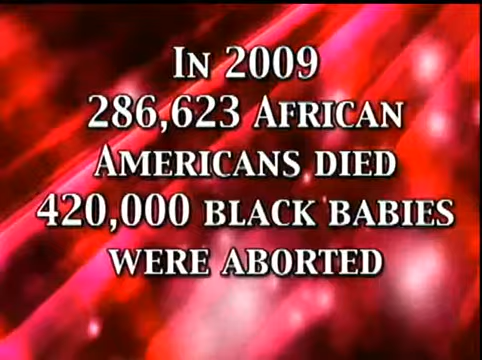 In 2009
286,623 African
Americans died
420,000 black babies
were aborted